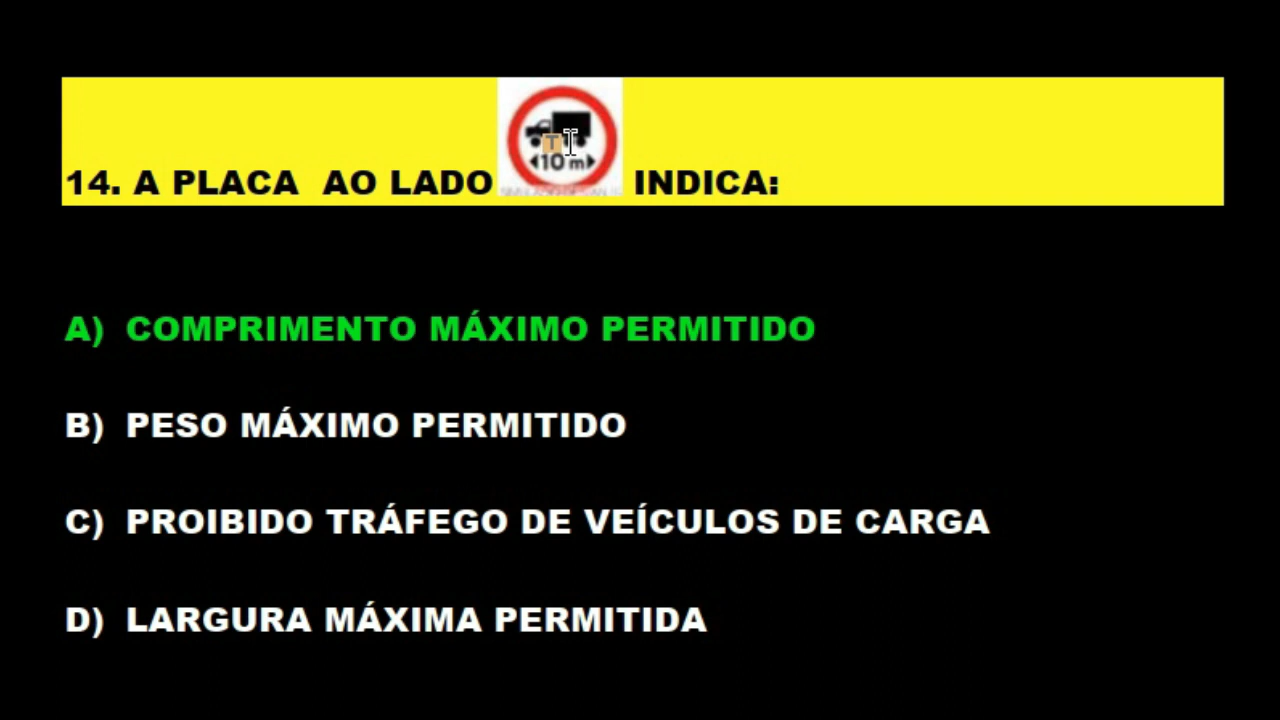 14. A PLACA AO LADO 10 m INDICA:
A) COMPRIMENTO MÁXIMO PERMITIDO
B) PESO MÁXIMO PERMITIDO
C) PROIBIDO TRÁFEGO DE VEÍCULOS DE CARGA
D) LARGURA MÁXIMA PERMITIDA